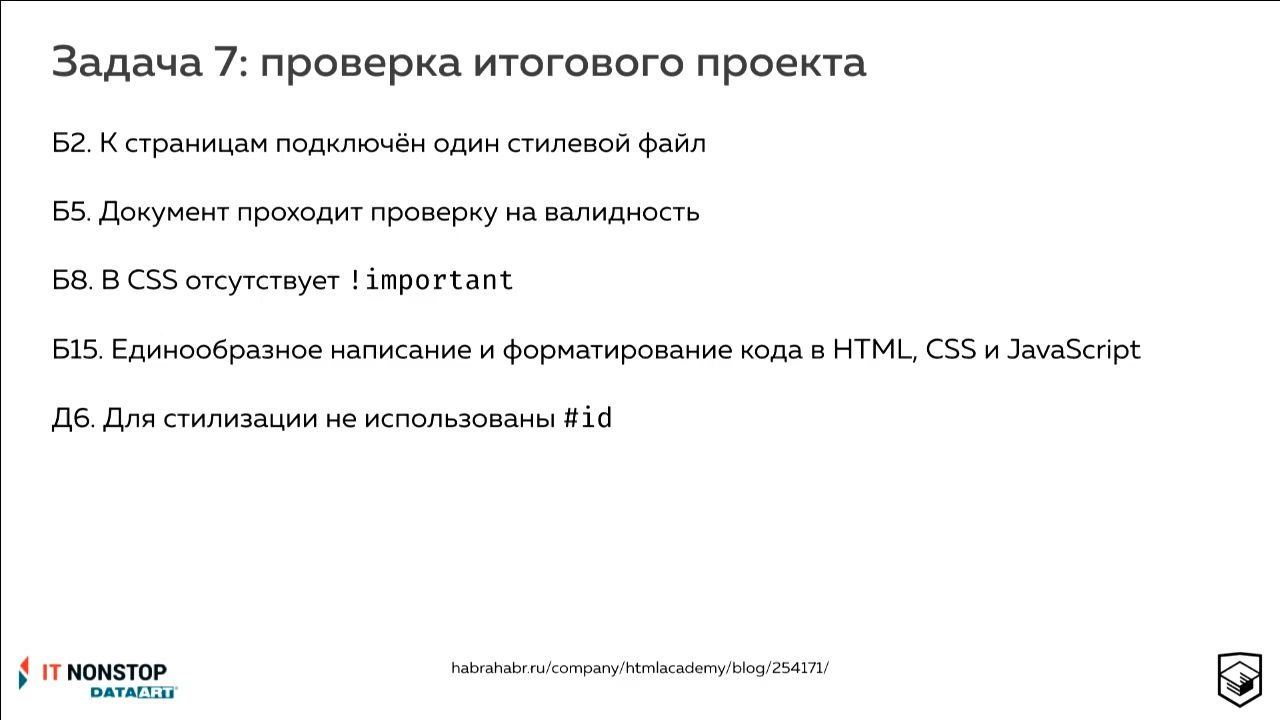 Задача 7: проверка итогового проекта
Б2. К страницам подключён один стилевой файл
Б5. Документ проходит проверку на валидность
Б8. В CSS отсутствует !important
Б15. Единообразное написание и форматирование кода в HTML, CSS и JavaScript
Д6. Для стилизации не использованы #id
IT NONSTOP
DATAART
habrahabr.ru/company/htmlacademy/blog/254171/